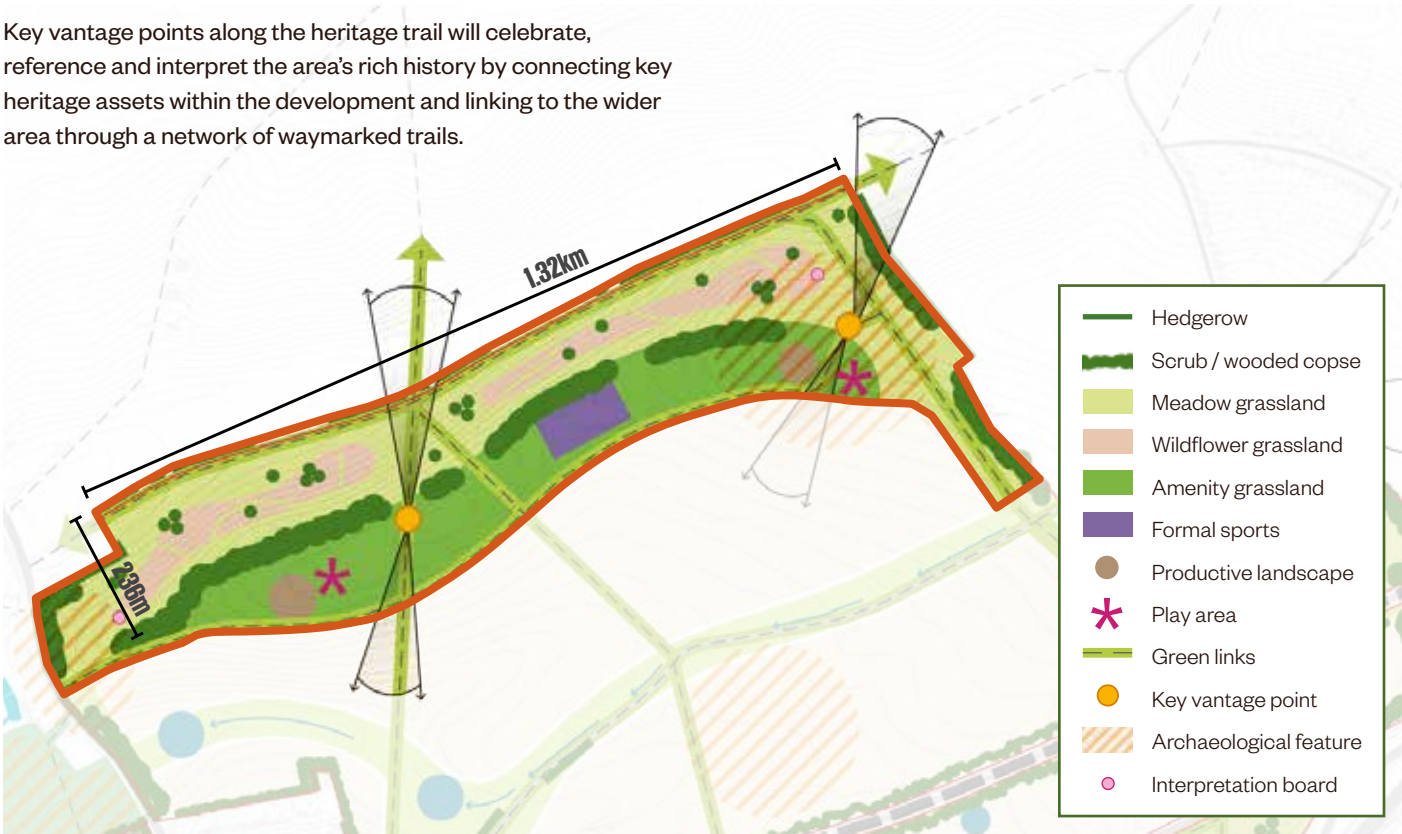 Key vantage points along the heritage trail will celebrate,
reference and interpret the area’s rich history by connecting key
heritage assets within the development and linking to the wider
area through a network of waymarked trails.
1.32km
236m
Hedgerow
Scrub / wooded copse
Meadow grassland
Wildflower grassland
Amenity grassland
Formal sports
Productive landscape
Play area
Green links
Key vantage point
Archaeological feature
Interpretation board